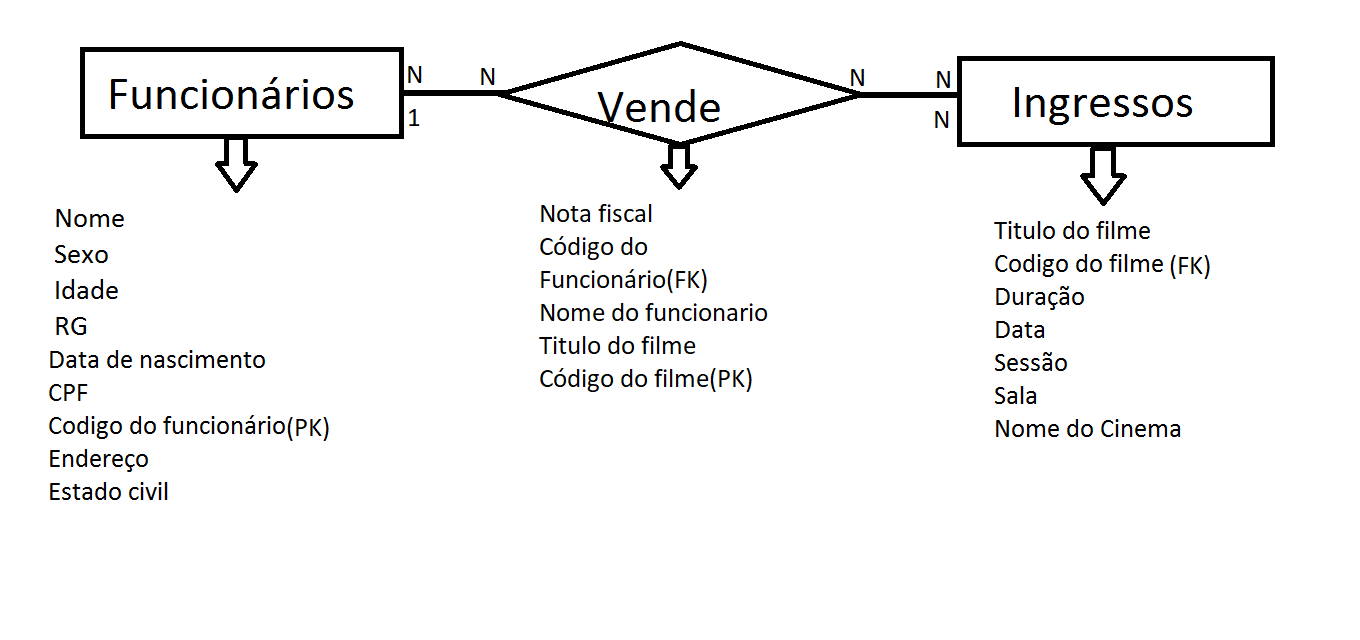 Funcionários
N
N
1
Vende
N
N
N
Ingressos
Nome
Sexo
Idade
RG
Data de nascimento
CPF
Codigo do funcionário(PK)
Endereço
Estado civil
Nota fiscal
Código do
Funcionário(FK)
Nome do funcionario
Titulo do filme
Código do filme(PK)
Titulo do filme
Codigo do filme (FK)
Duração
Data
Sessão
Sala
Nome do Cinema